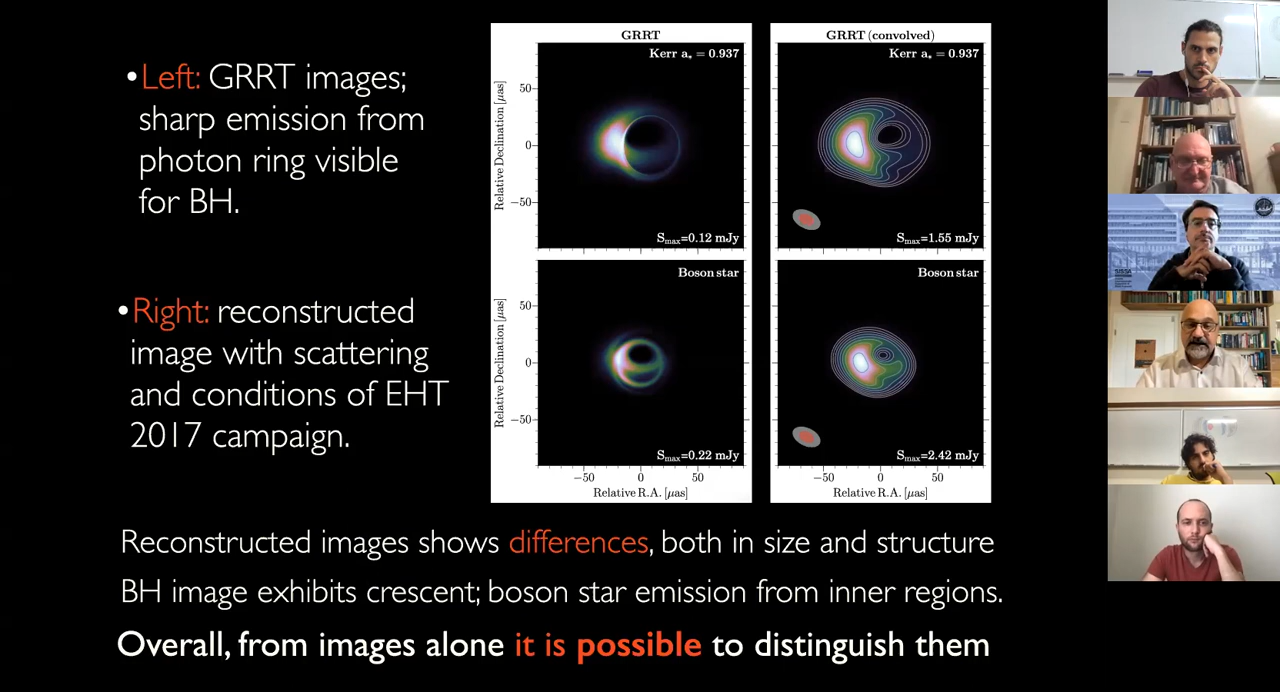 •Left: GRRT images;
sharp emission from
photon ring visible
for BH.
•Right: reconstructed
image with scattering
and conditions of EHT
2017 campaign.
GRRT
Kerr a⁎ = 0.937
50
0
−50
Relative Declination [μas]
Smax=0.12 mJy
GRRT (convolved)
Kerr a⁎ = 0.937
Smax=1.55 mJy
Boson star
50
0
−50
Relative Declination [μas]
Smax=0.22 mJy
−50 0 50
Relative R.A. [μas]
Boson star
Smax=2.42 mJy
−50 0 50
Relative R.A. [μas]
Reconstructed images shows differences, both in size and structure
BH image exhibits crescent; boson star emission from inner regions.
Overall, from images alone it is possible to distinguish them